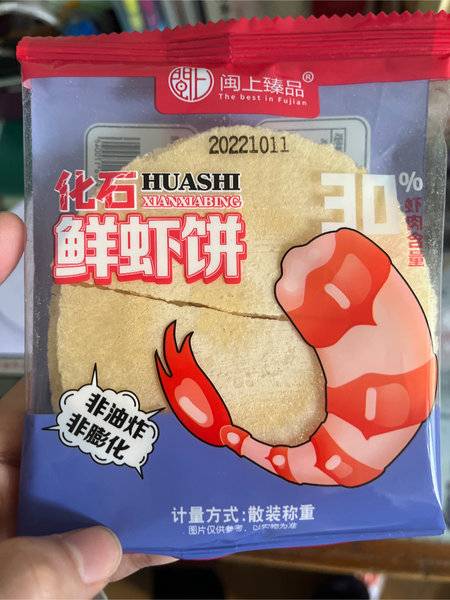 閩上
闽上臻品®
The best in Fujian
20221011
化石 HUASHI
XIANXIABING
鲜虾饼
30%
虾肉含量
非油炸
非膨化
计量方式:散装称重
图片仅供参考，以实物为准